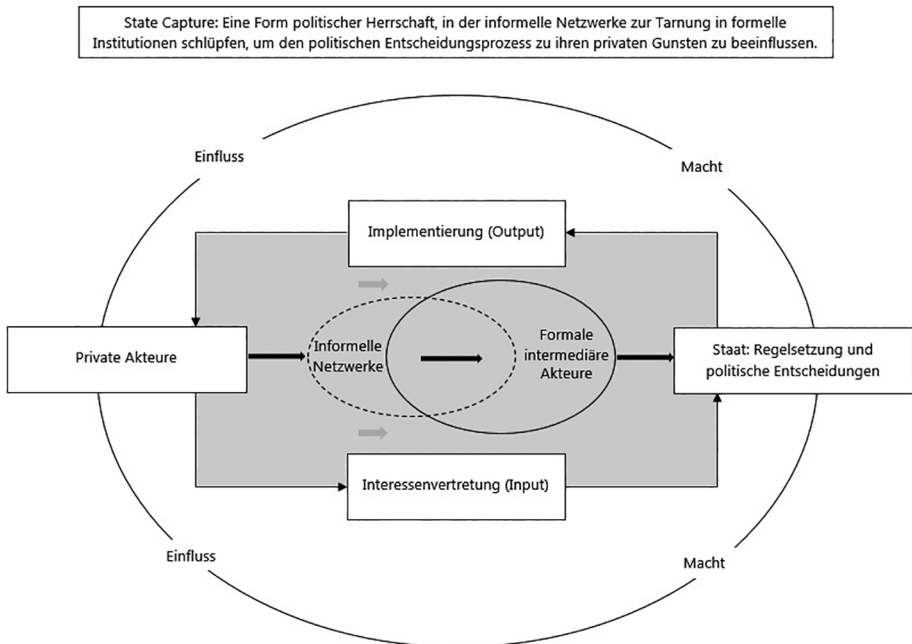 State Capture: Eine Form politischer Herrschaft, in der informelle Netzwerke zur Tarnung in formelle
Institutionen schlüpfen, um den politischen Entscheidungsprozess zu ihren privaten Gunsten zu beeinflussen.
Einfluss
Macht
Implementierung (Output)
Private Akteure
Informelle
Netzwerke
Formale
intermediäre
Akteure
Staat: Regelsetzung und
politische Entscheidungen
Interessenvertretung (Input)
Einfluss
Macht